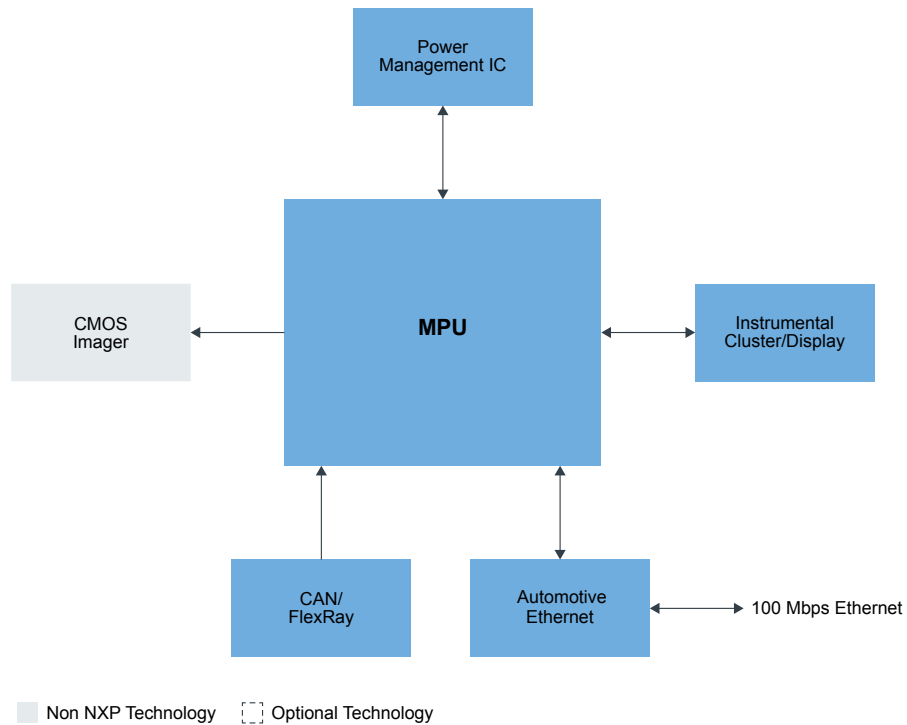 Power
Management IC
CMOS
Imager
MPU
Instrumental
Cluster/Display
CAN/
FlexRay
Automotive
Ethernet
100 Mbps Ethernet
Non NXP Technology
Optional Technology